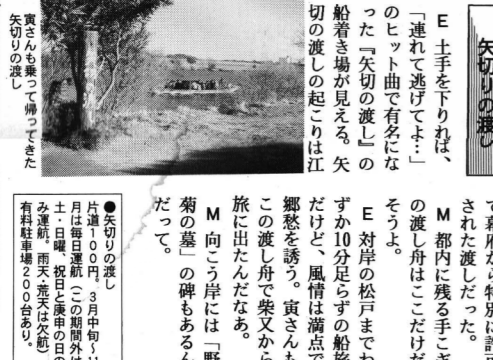 矢切りの渡し
E 土手を下りれば、
「連れて逃げてよ…」
のヒット曲で有名にな
った『矢切の渡し』の
船着き場が見える。矢
切の渡しの起こりは江
寅さんも乗って帰ってきた
矢切りの渡し
て幕府から特別に許
された渡しだった。
M 都内に残る手こぎ
の渡し舟はここだけだ
そうよ。
E 対岸の松戸までわ
ずか10分足らずの船旅
だけど、風情は満点で
郷愁を誘う。寅さんも
この渡し舟で柴又から
旅に出たんだなあ。
M 向こう岸には「野
菊の墓」の碑もあるん
だって。
●矢切りの渡し
片道100円。3月中旬〜11
月は毎日運航(この期間外は
土・日曜、祝日と庚申の日の
み運航。雨天・荒天は欠航)
有料駐車場200台あり。